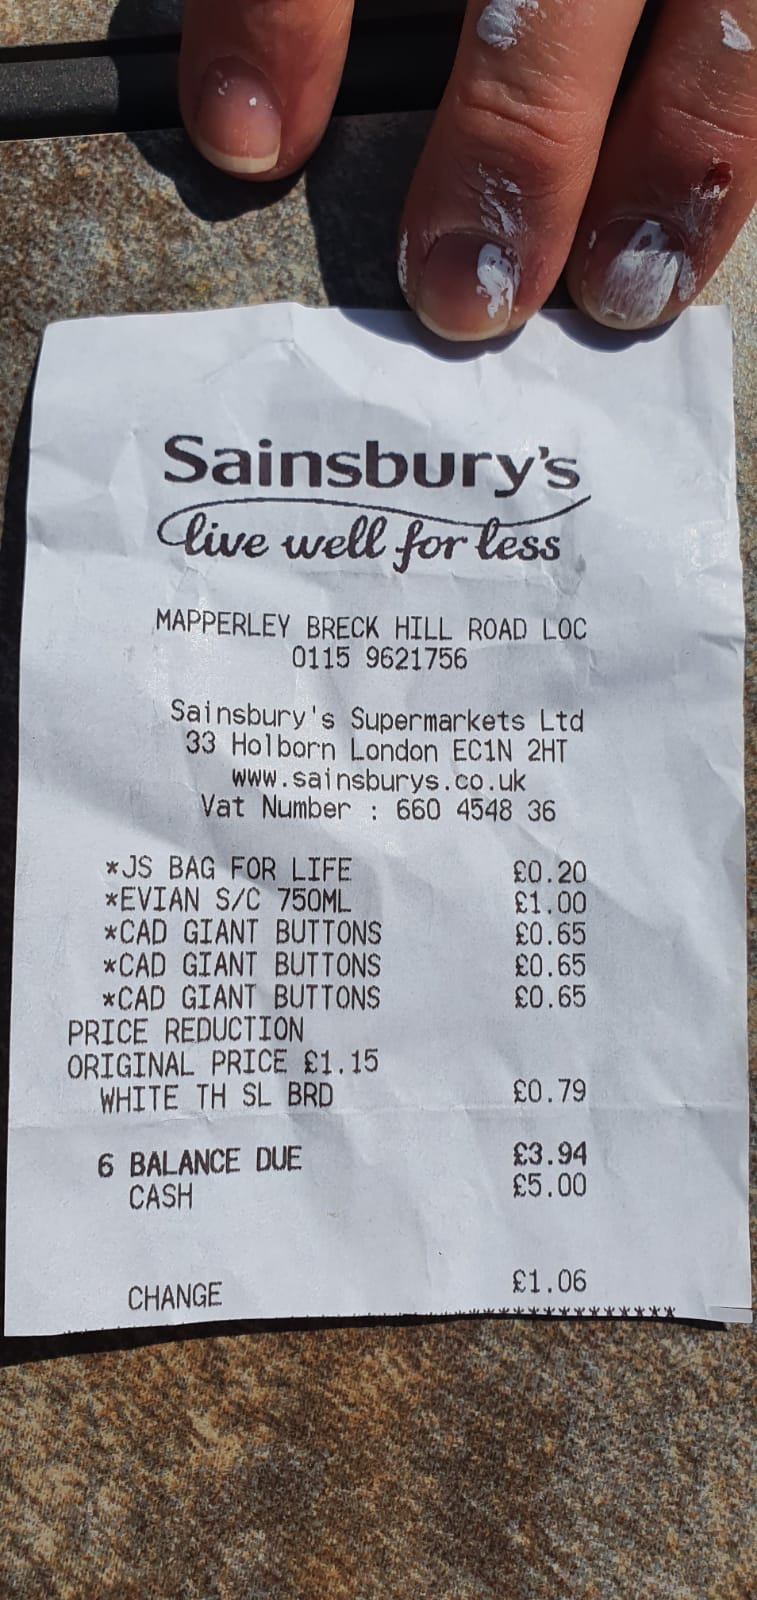 Sainsbury's
live well for less
MAPPERLEY BRECK HILL ROAD LOC
0115 9621756
Sainsbury's Supermarkets Ltd
33 Holborn London EC1N 2HT
www.sainsburys.co.uk
Vat Number : 660 4548 36
*JS BAG FOR LIFE £0.20
*EVIAN S/C 750ML £1.00
*CAD GIANT BUTTONS £0.65
*CAD GIANT BUTTONS £0.65
*CAD GIANT BUTTONS £0.65
PRICE REDUCTION
ORIGINAL PRICE £1.15
WHITE TH SL BRD £0.79
6 BALANCE DUE £3.94
CASH £5.00
CHANGE £1.06